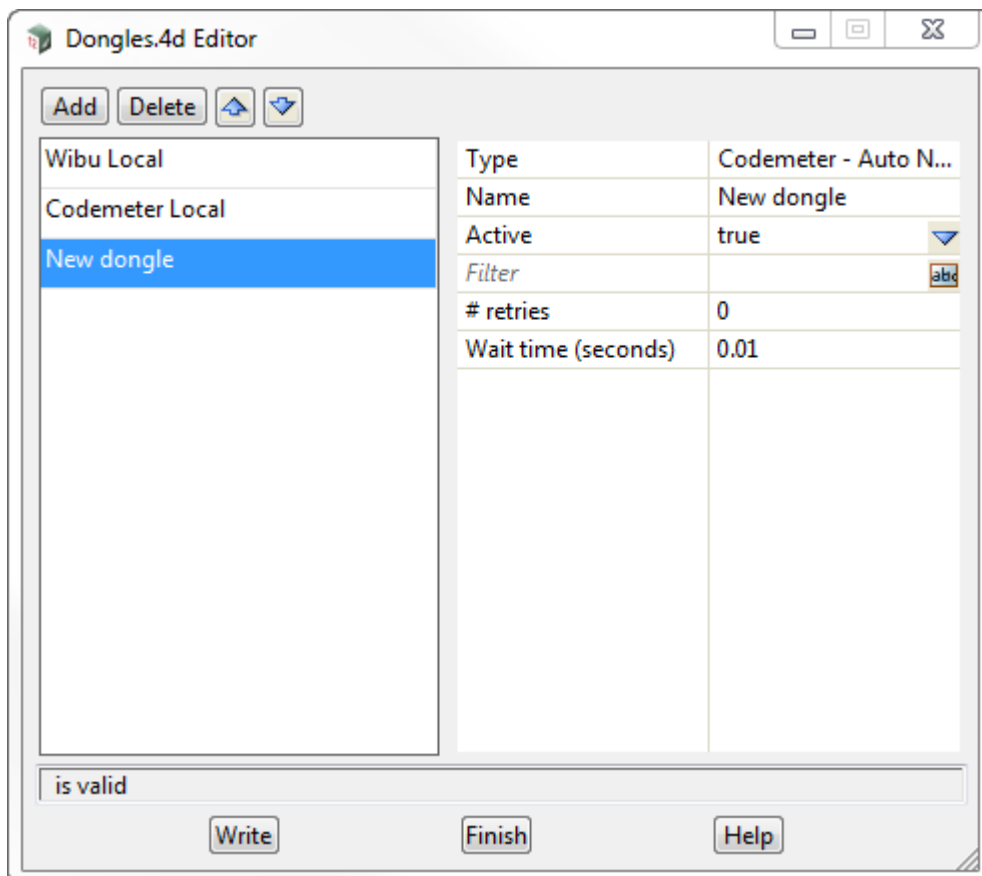 Dongles.4d Editor
Add Delete
Wibu Local
Codemeter Local
New dongle
Type Codemeter - Auto N...
Name New dongle
Active true
Filter abc
# retries 0
Wait time (seconds) 0.01
is valid
Write Finish Help